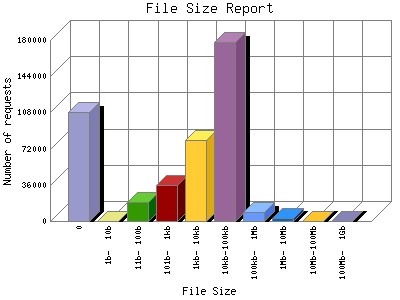 File Size Report
Number of requests
180000
144000
108000
72000
36000
0
0
1b- 10b
11b- 100b
101b- 1kb
1kb- 10kb
10kb-100kb
100kb- 1Mb
1Mb- 10Mb
10Mb-100Mb
100Mb- 1Gb
File Size